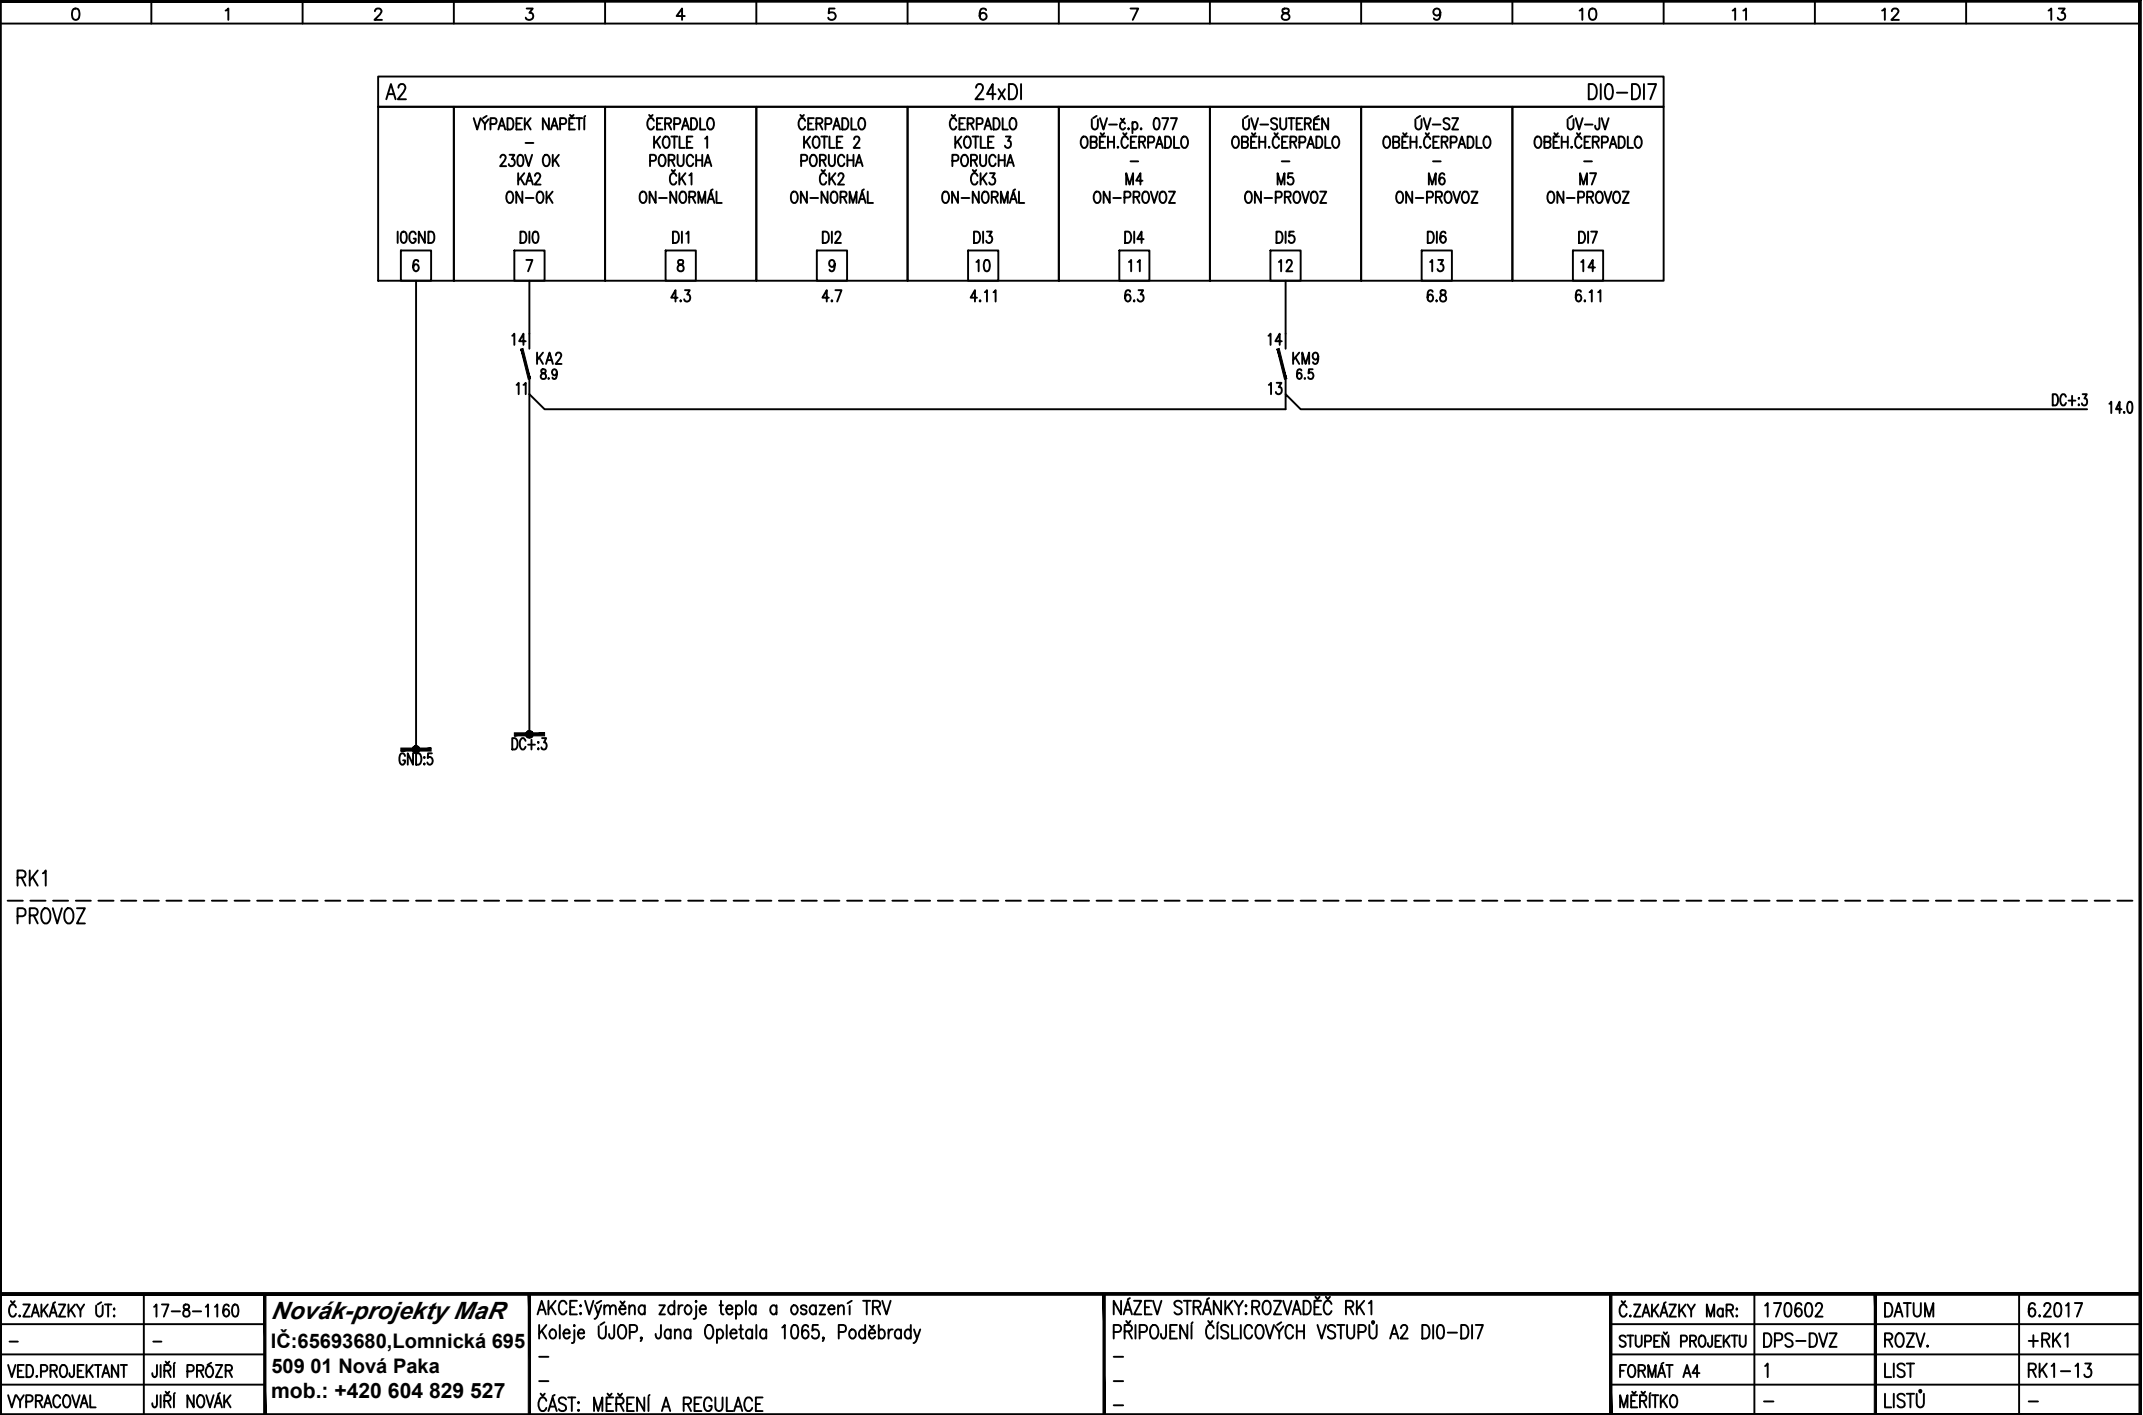 0 1 2 3 4 5 6 7 8 9 10 11 12 13
A2 24xDI DI0-DI7
VÝPADEK NAPĚTÍ
-
230V OK
KA2
ON-OK
ČERPADLO
KOTLE 1
PORUCHA
ČK1
ON-NORMÁL
ČERPADLO
KOTLE 2
PORUCHA
ČK2
ON-NORMÁL
ČERPADLO
KOTLE 3
PORUCHA
ČK3
ON-NORMÁL
ÚV-č.p. 077
OBĚH.ČERPADLO
-
M4
ON-PROVOZ
ÚV-SUTERÉN
OBĚH.ČERPADLO
-
M5
ON-PROVOZ
ÚV-SZ
OBĚH.ČERPADLO
-
M6
ON-PROVOZ
ÚV-JV
OBĚH.ČERPADLO
-
M7
ON-PROVOZ
IOGND DI0 DI1 DI2 DI3 DI4 DI5 DI6 DI7
6 7 8 9 10 11 12 13 14
4.3 4.7 4.11 6.3 6.8 6.11
14 KA2
8.9
11
14 KM9
6.5
13
DC+:3 14.0
GND:5
DC+:3
RK1
PROVOZ
Č.ZAKÁZKY ÚT: 17-8-1160
- -
VED.PROJEKTANT JIŘÍ PRÓZR
VYPRACOVAL JIŘÍ NOVÁK
Novák-projekty MaR
IČ:65693680,Lomnická 695
509 01 Nová Paka
mob.: +420 604 829 527
AKCE:Výměna zdroje tepla a osazení TRV
Koleje ÚJOP, Jana Opletala 1065, Poděbrady
-
-
ČÁST: MĚŘENÍ A REGULACE
NÁZEV STRÁNKY:ROZVADĚČ RK1
PŘIPOJENÍ ČÍSLICOVÝCH VSTUPŮ A2 DI0-DI7
-
-
-
Č.ZAKÁZKY MaR: 170602 DATUM 6.2017
STUPEŇ PROJEKTU DPS-DVZ ROZV. +RK1
FORMÁT A4 1 LIST RK1-13
MĚŘÍTKO - LISTŮ -